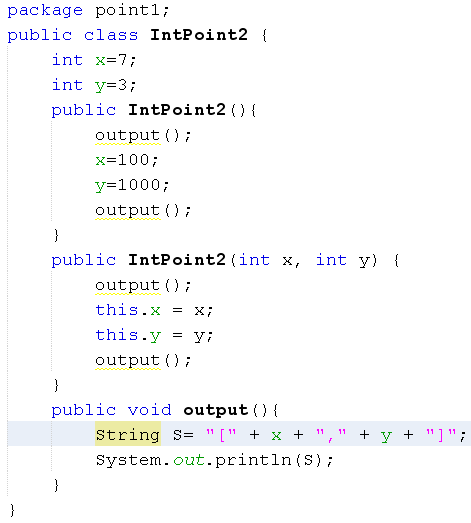 package point1;
public class IntPoint2 {
    int x=7;
    int y=3;
    public IntPoint2(){
        output();
        x=100;
        y=1000;
        output();
    }
    public IntPoint2(int x, int y) {
        output();
        this.x = x;
        this.y = y;
        output();
    }
    public void output(){
        String S= "[" + x + "," + y + "]";
        System.out.println(S);
    }
}